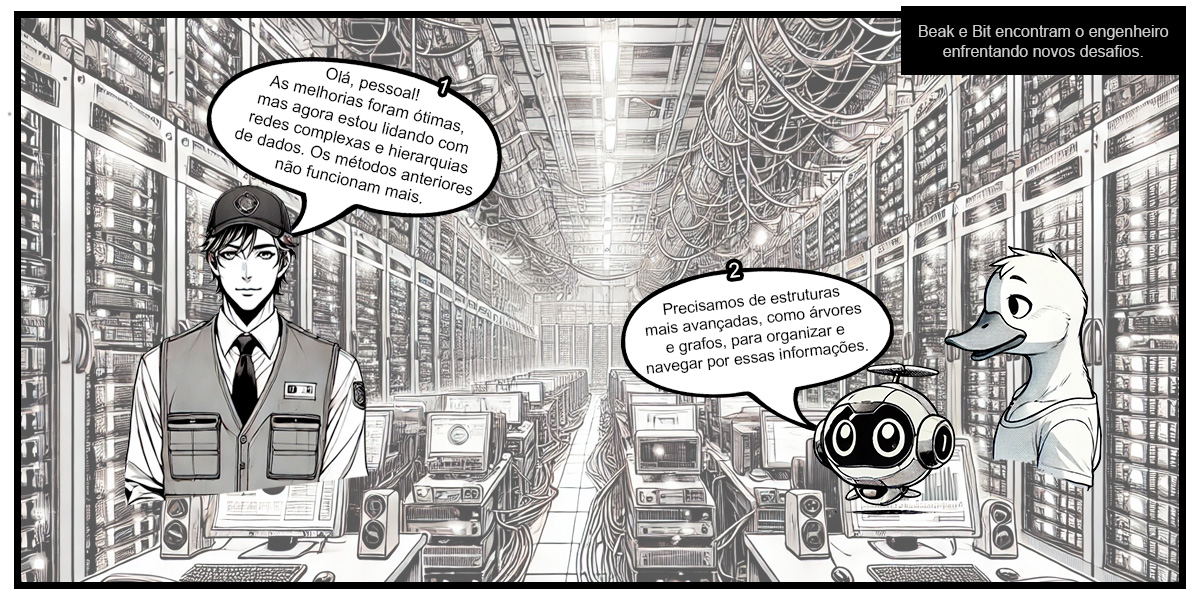 Beak e Bit encontram o engenheiro
enfrentando novos desafios.
1
Olá, pessoal!
As melhorias foram ótimas,
mas agora estou lidando com
redes complexas e hierarquias
de dados. Os métodos anteriores
não funcionam mais.
2
Precisamos de estruturas
mais avançadas, como árvores
e grafos, para organizar e
navegar por essas informações.